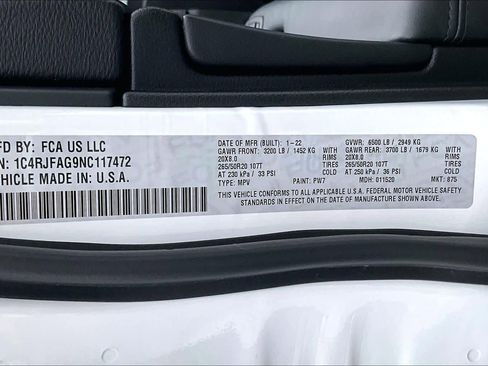 MFD BY: FCA US LLC
N: 1C4RJFAG9NC117472
VEHICLE MADE IN: U.S.A.
DATE OF MFR (BUILT): 1-22 GVWR: 6500 LB / 2949 KG
GAWR FRONT: 3200 LB / 1452 KG WITH GAWR REAR: 3700 LB / 1679 KG WITH
20X8.0 RIMS 20X8.0 RIMS
265/50R20 107T TIRES 265/50R20 107T TIRES
AT 230 kPa / 33 PSI COLD AT 250 kPa / 36 PSI COLD
TYPE: MPV PAINT: PW7 MDH: 011520 MKT: 875
THIS VEHICLE CONFORMS TO ALL APPLICABLE U.S.A. FEDERAL MOTOR VEHICLE
SAFETY STANDARDS IN EFFECT ON THE DATE OF MANUFACTURE SHOWN ABOVE.